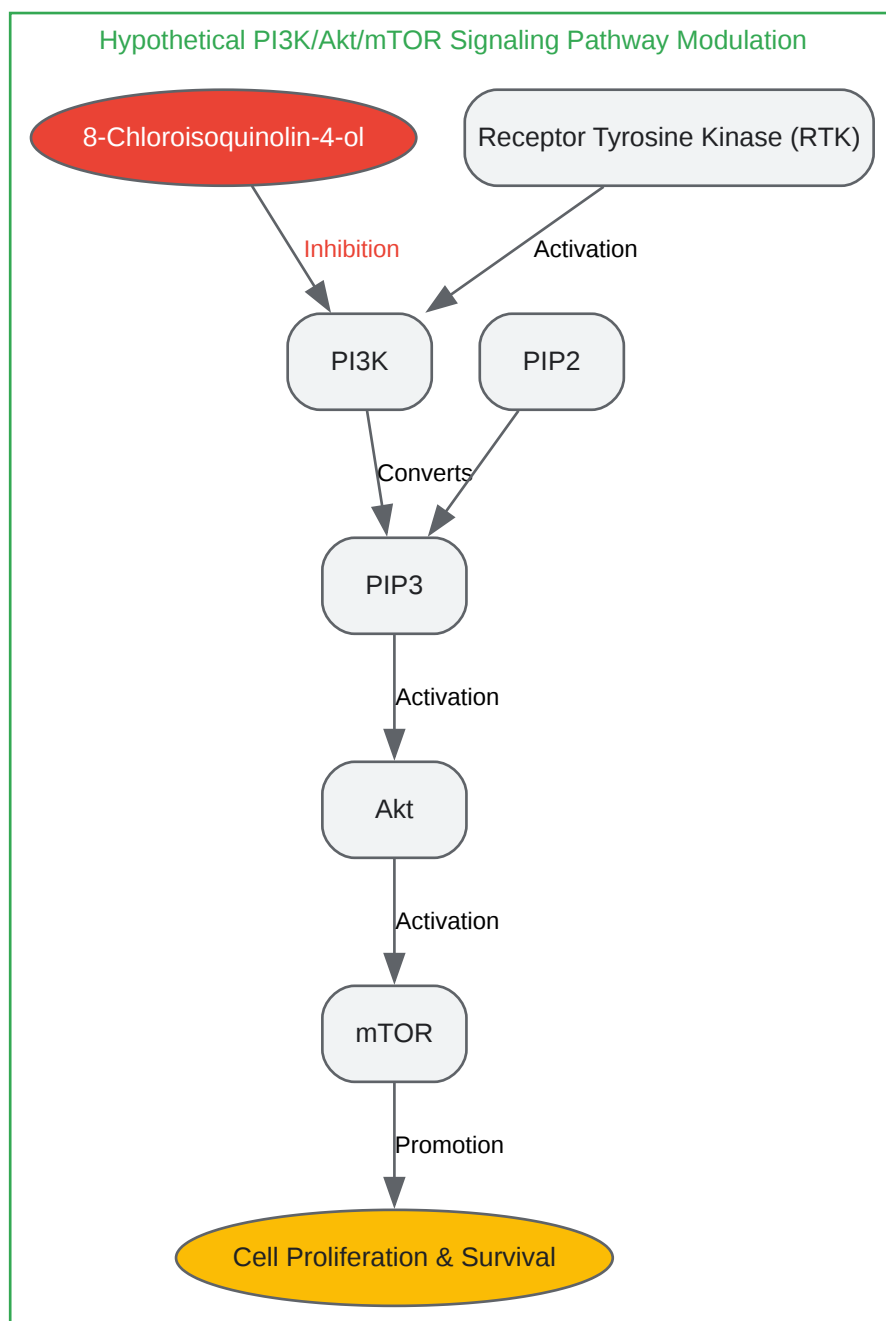 Hypothetical PI3K/Akt/mTOR Signaling Pathway Modulation
8-Chloroisoquinolin-4-ol
Receptor Tyrosine Kinase (RTK)
Inhibition
Activation
PI3K
PIP2
Converts
PIP3
Activation
Akt
Activation
mTOR
Promotion
Cell Proliferation & Survival